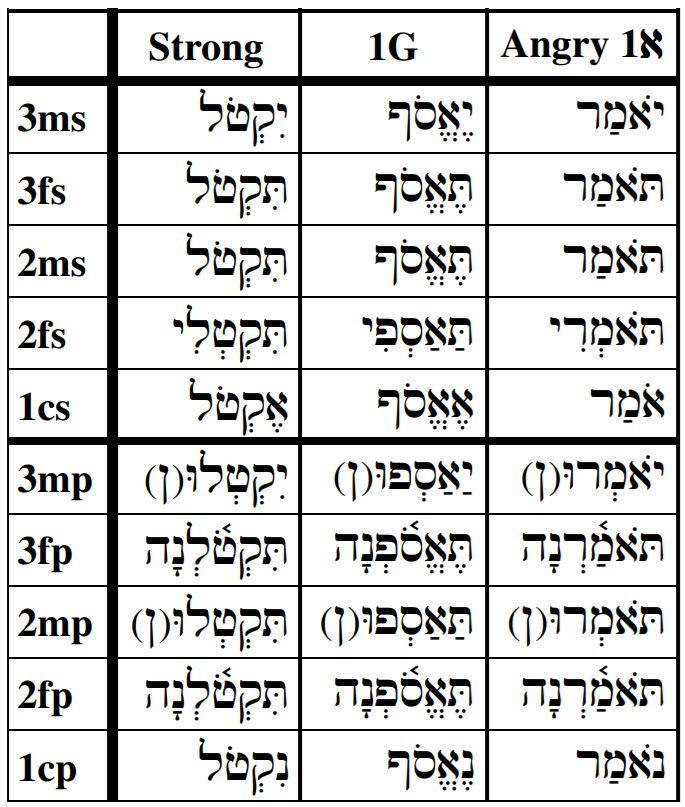 Strong 1G Angry 1א
3ms יִקְטֹל יֶאֱסֹף יֹאמַר
3fs תִּקְטֹל תֶּאֱסֹף תֹּאמַר
2ms תִּקְטֹל תֶּאֱסֹף תֹּאמַר
2fs תִּקְטְלִי תַּאַסְפִי תֹּאמְרִי
1cs אֶקְטֹל אֶאֱסֹף אֹמַר
3mp יִקְטְלוּ(ן) יַאַסְפוּ(ן) יֹאמְרוּ(ן)
3fp תִּקְטֹ֫לְנָה תֶּאֱסֹ֫פְנָה תֹּאמַ֫רְנָה
2mp תִּקְטְלוּ(ן) תַּאַסְפוּ(ן) תֹּאמְרוּ(ן)
2fp תִּקְטֹ֫לְנָה תֶּאֱסֹ֫פְנָה תֹּאמַ֫רְנָה
1cp נִקְטֹל נֶאֱסֹף נֹאמַר